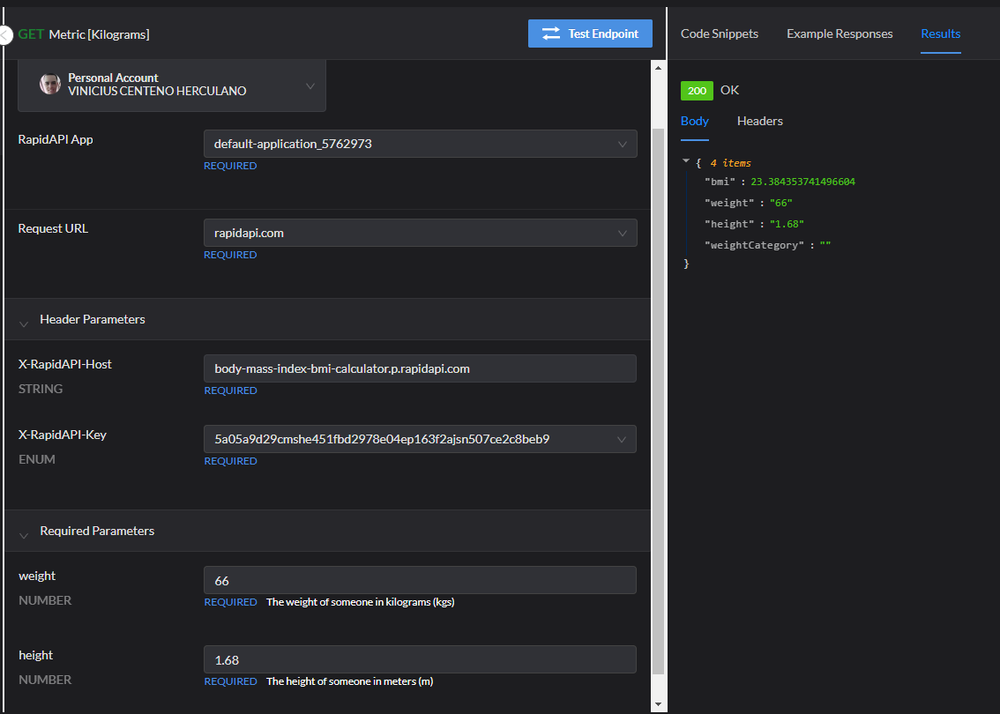 GET Metric [Kilograms]
Test Endpoint
Personal Account
VINICIUS CENTENO HERCULANO
RapidAPI App
default-application_5762973
REQUIRED
Request URL
rapidapi.com
REQUIRED
Header Parameters
X-RapidAPI-Host
STRING
body-mass-index-bmi-calculator.p.rapidapi.com
REQUIRED
X-RapidAPI-Key
ENUM
5a05a9d29cmshe451fbd2978e04ep163f2ajsn507ce2c8beb9
REQUIRED
Required Parameters
weight
NUMBER
66
REQUIRED The weight of someone in kilograms (kgs)
height
NUMBER
1.68
REQUIRED The height of someone in meters (m)
Code Snippets Example Responses Results
200 OK
Body Headers
{ 4 items
"bmi" : 23.384353741496604
"weight" : "66"
"height" : "1.68"
"weightCategory" : ""
}